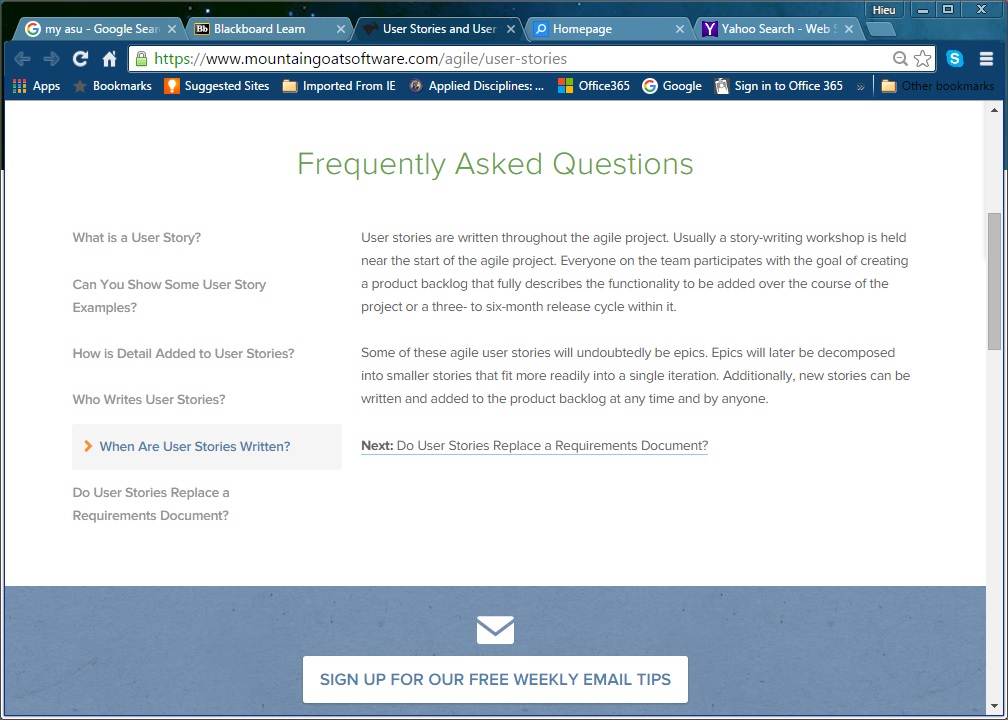 Hieu
my asu - Google Sear
Bb Blackboard Learn
User Stories and User
Homepage
Yahoo Search - Web S
https://www.mountaingoatsoftware.com/agile/user-stories
Apps Bookmarks Suggested Sites Imported From IE Applied Disciplines: ... Office365 Google Sign in to Office 365 » Other bookmarks
Frequently Asked Questions
What is a User Story?
Can You Show Some User Story
Examples?
How is Detail Added to User Stories?
Who Writes User Stories?
When Are User Stories Written?
Do User Stories Replace a
Requirements Document?
User stories are written throughout the agile project. Usually a story-writing workshop is held
near the start of the agile project. Everyone on the team participates with the goal of creating
a product backlog that fully describes the functionality to be added over the course of the
project or a three- to six-month release cycle within it.
Some of these agile user stories will undoubtedly be epics. Epics will later be decomposed
into smaller stories that fit more readily into a single iteration. Additionally, new stories can be
written and added to the product backlog at any time and by anyone.
Next: Do User Stories Replace a Requirements Document?
SIGN UP FOR OUR FREE WEEKLY EMAIL TIPS